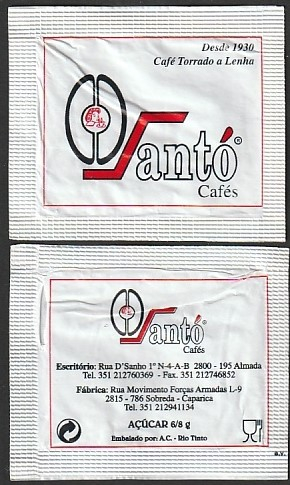 Desde 1930
Café Torrado a Lenha
Santó®
Cafés
Santó®
Cafés
Escritório: Rua D'Sanho 1º N-4-A-B 2800 - 195 Almada
Tel. 351 212760369 - Fax. 351 212746852
Fábrica: Rua Movimento Forças Armadas L-9
2815 - 786 Sobreda - Caparica
Tel. 351 212941134
AÇÚCAR 6/8 g
Embalado por: A.C. - Rio Tinto
B.V.